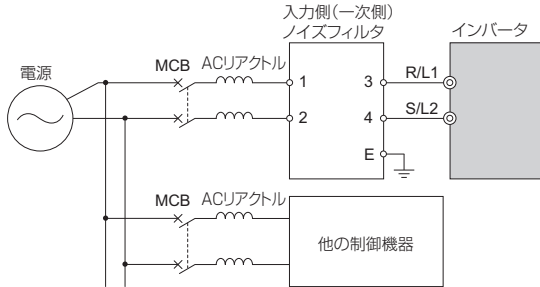 入力側（一次側）
ノイズフィルタ
インバータ
電源
MCB ACリアクトル
1 3 R/L1
2 4 S/L2
E
MCB ACリアクトル
他の制御機器